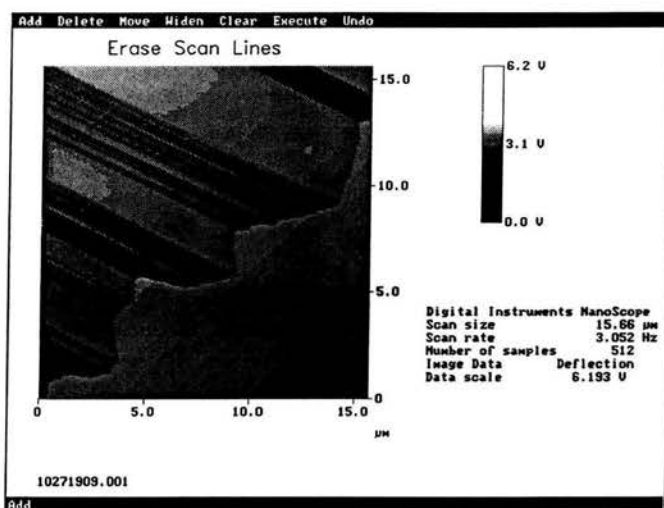 Add Delete Move Widen Clear Execute Undo
Erase Scan Lines
15.0
10.0
5.0
0
0 5.0 10.0 15.0
µm
6.2 V
3.1 V
0.0 V
Digital Instruments NanoScope
Scan size 15.66 µm
Scan rate 3.052 Hz
Number of samples 512
Image Data Deflection
Data scale 6.193 V
10271909.001
Add